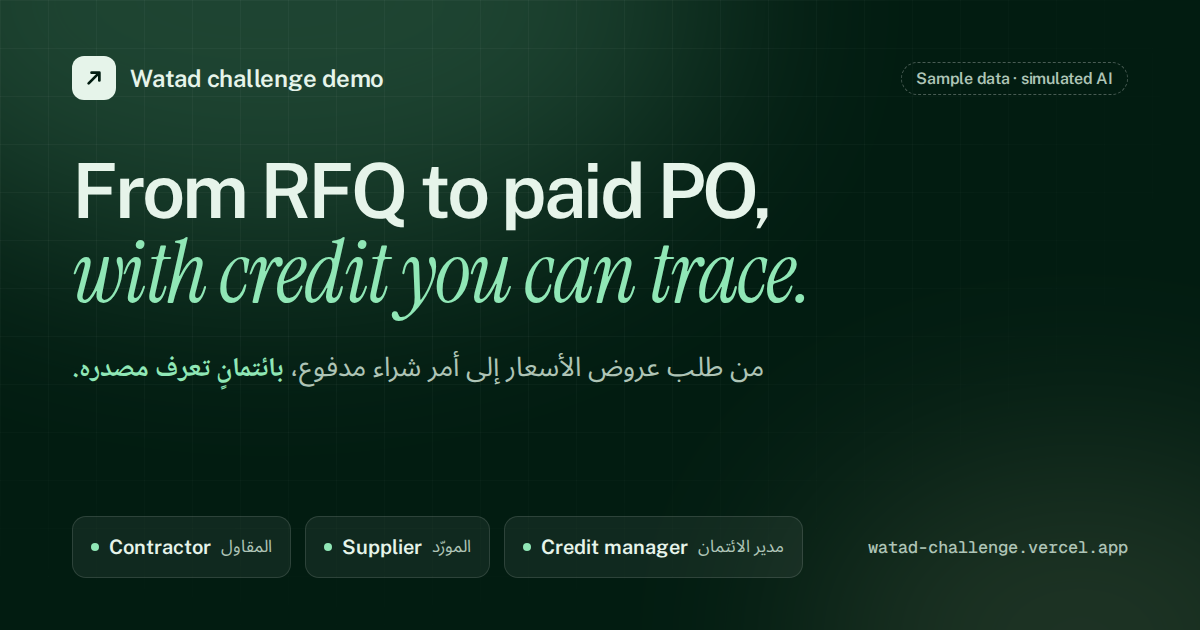 Watad challenge demo
Sample data · simulated AI
From RFQ to paid PO,
with credit you can trace.
من طلب عروض الأسعار إلى أمر شراء مدفوع، بائتمانٍ تعرف مصدره.
Contractor المقاول
Supplier المورّد
Credit manager مدير الائتمان
watad-challenge.vercel.app